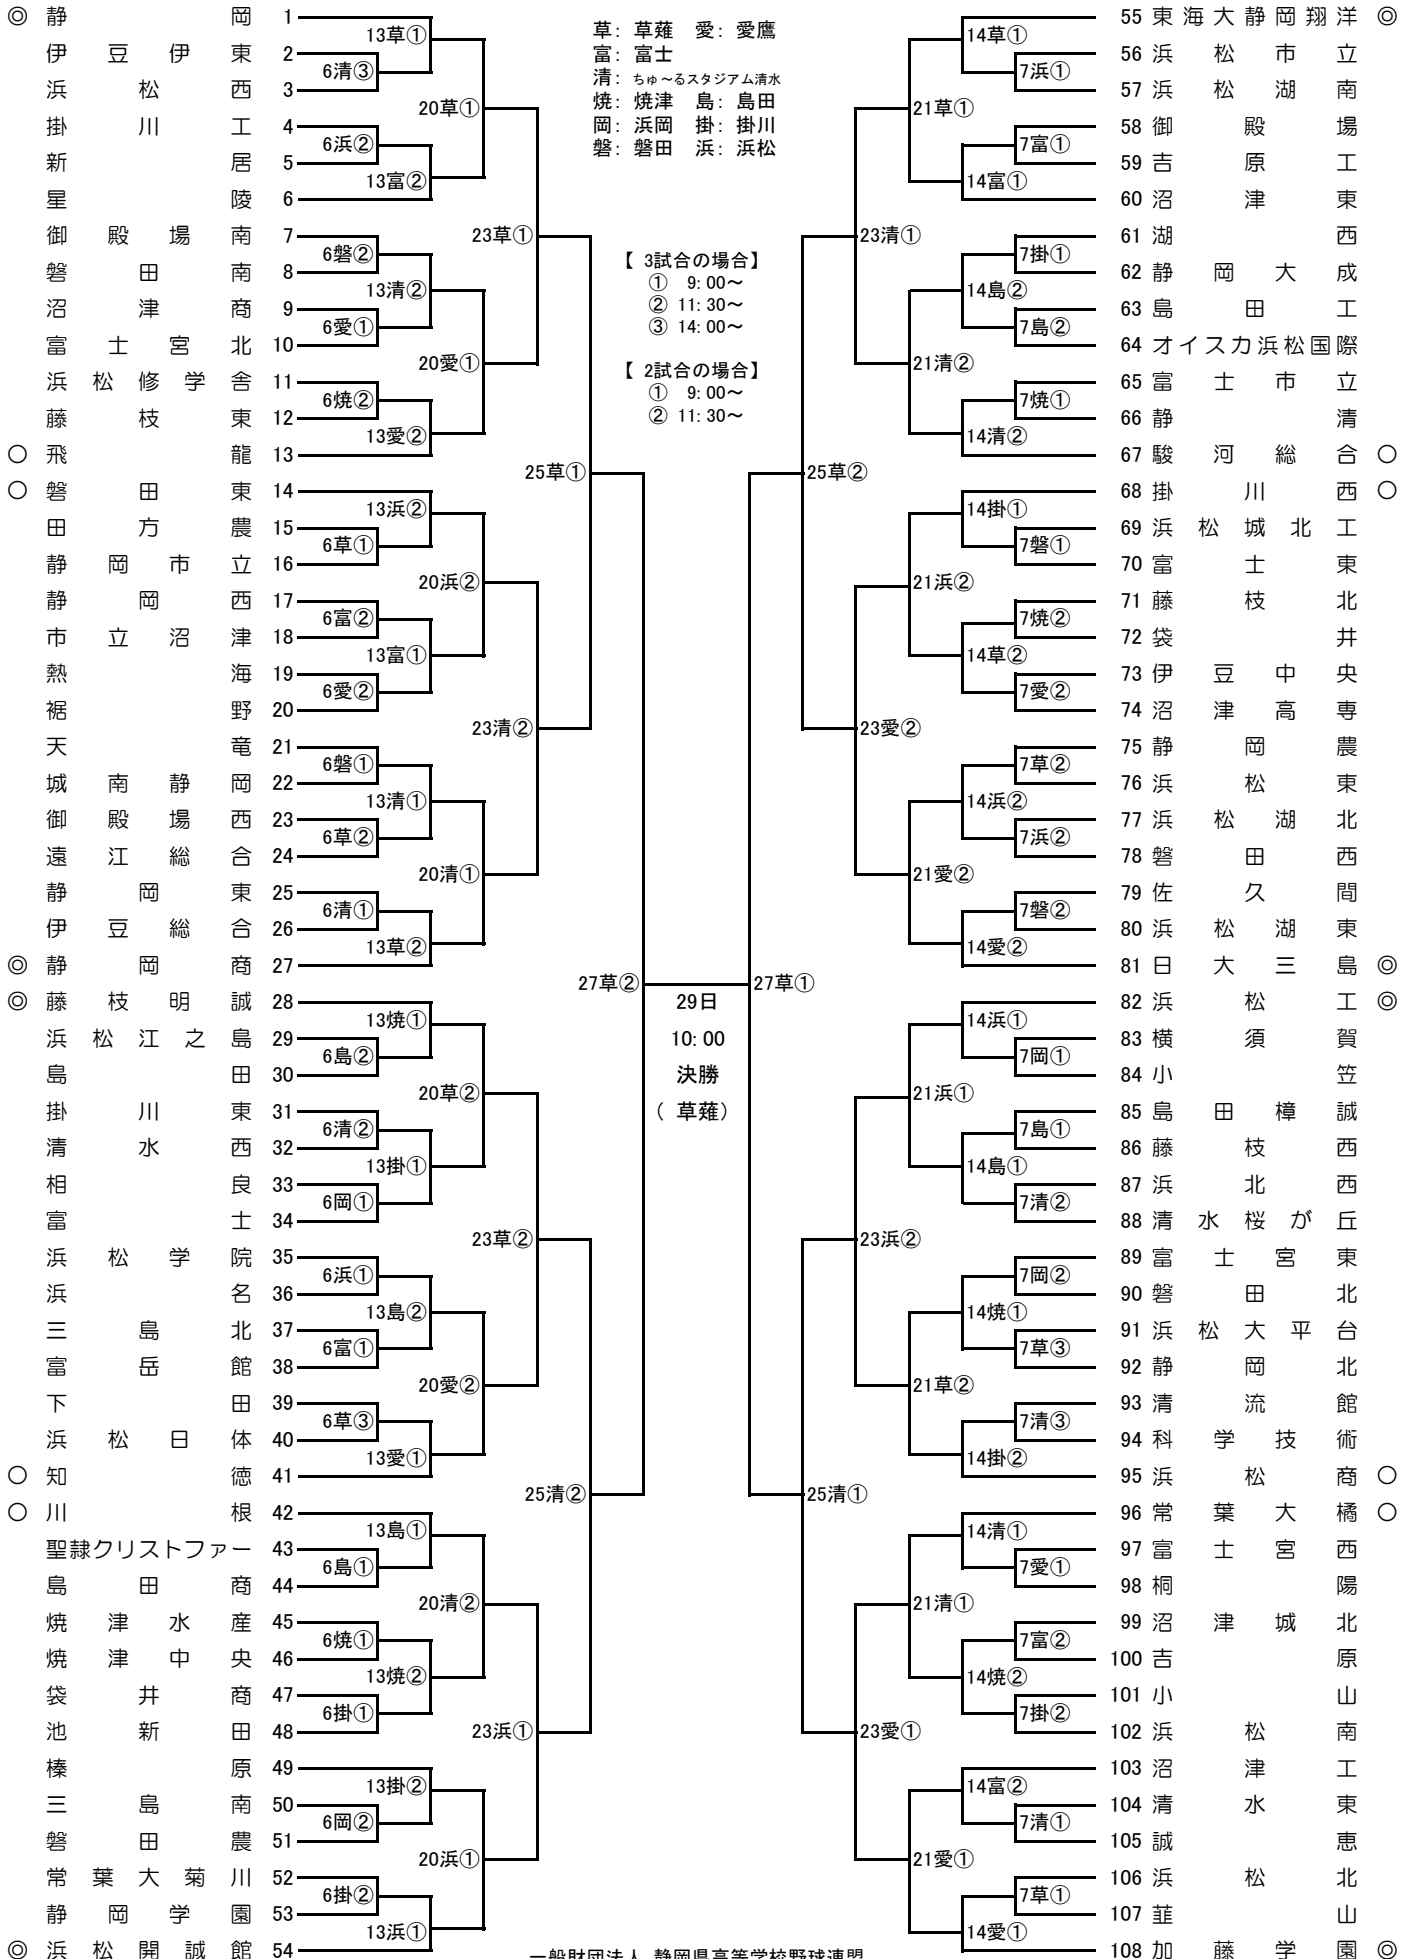 ◎ 静岡 1
伊豆伊東 2
浜松西 3
掛川工 4
新居 5
星陵 6
御殿場南 7
磐田南 8
沼津商 9
富士宮北 10
浜松修学舎 11
藤枝東 12
○ 飛龍 13
○ 磐田東 14
田方農 15
静岡市立 16
静岡西 17
市立沼津 18
熱海 19
裾野 20
天竜 21
城南静岡 22
御殿場西 23
遠江総合 24
静岡東 25
伊豆総合 26
◎ 静岡商 27
◎ 藤枝明誠 28
浜松江之島 29
島田 30
掛川東 31
清水西 32
相良 33
富士 34
浜松学院 35
浜名 36
三島北 37
富岳館 38
下田 39
浜松日体 40
○ 知徳 41
○ 川根 42
聖隷クリストファー 43
島田商 44
焼津水産 45
焼津中央 46
袋井商 47
池新田 48
榛原 49
三島南 50
磐田農 51
常葉大菊川 52
静岡学園 53
◎ 浜松開誠館 54
13草①
6清③
20草①
6浜②
13富②
23草①
6磐②
13清②
6愛①
20愛①
6焼②
13愛②
25草①
13浜②
6草①
20浜②
6富②
13富①
6愛②
23清②
6磐①
13清①
6草②
20清①
6清①
13草②
27草②
13焼①
6島②
20草②
6清②
13掛①
6岡①
23草②
6浜①
13島②
6富①
20愛②
6草③
13愛①
25清②
13島①
6島①
20清②
6焼①
13焼②
6掛①
23浜①
13掛②
6岡②
20浜①
6掛②
13浜①
草：草薙 愛：愛鷹
富：富士
清：ちゅ～るスタジアム清水
焼：焼津 島：島田
岡：浜岡 掛：掛川
磐：磐田 浜：浜松
【 3試合の場合】
① 9:00～
② 11:30～
③ 14:00～
【 2試合の場合】
① 9:00～
② 11:30～
29日
10:00
決勝
（ 草薙）
14草①
7浜①
21草①
7富①
14富①
23清①
7掛①
14島②
7島②
21清②
7焼①
14清②
25草②
14掛①
7磐①
21浜②
7焼②
14草②
7愛②
23愛②
7草②
14浜②
7浜②
21愛②
7磐②
14愛②
27草①
14浜①
7岡①
21浜①
7島①
14島①
7清②
23浜②
7岡②
14焼①
7草③
21草②
7清③
14掛②
25清①
14清①
7愛①
21清①
7富②
14焼②
7掛②
23愛①
14富②
7清①
21愛①
7草①
14愛①
55 東海大静岡翔洋 ◎
56 浜松市立
57 浜松湖南
58 御殿場
59 吉原工
60 沼津東
61 湖西
62 静岡大成
63 島田工
64 オイスカ浜松国際
65 富士市立
66 静清
67 駿河総合 ○
68 掛川西 ○
69 浜松城北工
70 富士東
71 藤枝北
72 袋井
73 伊豆中央
74 沼津高専
75 静岡農
76 浜松東
77 浜松湖北
78 磐田西
79 佐久間
80 浜松湖東
81 日大三島 ◎
82 浜松工 ◎
83 横須賀
84 小笠
85 島田樟誠
86 藤枝西
87 浜北西
88 清水桜が丘
89 富士宮東
90 磐田北
91 浜松大平台
92 静岡北
93 清流館
94 科学技術
95 浜松商 ○
96 常葉大橘 ○
97 富士宮西
98 桐陽
99 沼津城北
100 吉原
101 小山
102 浜松南
103 沼津工
104 清水東
105 誠恵
106 浜松北
107 韮山
108 加藤学園 ◎
一般財団法人 静岡県高等学校野球連盟